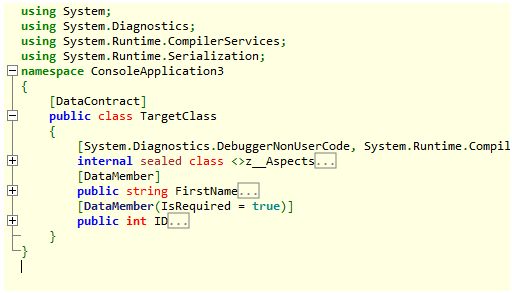 using System;
using System.Diagnostics;
using System.Runtime.CompilerServices;
using System.Runtime.Serialization;
namespace ConsoleApplication3
{
[DataContract]
public class TargetClass
{
[System.Diagnostics.DebuggerNonUserCode, System.Runtime.Compil
internal sealed class <>z__Aspects...
[DataMember]
public string FirstName...
[DataMember(IsRequired = true)]
public int ID...
}
}